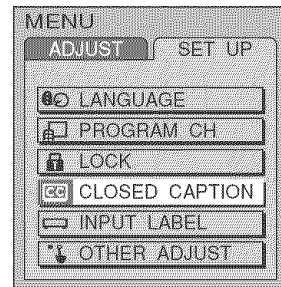 MENU
ADJUST SET UP
LANGUAGE
PROGRAM CH
LOCK
CC CLOSED CAPTION
INPUT LABEL
OTHER ADJUST